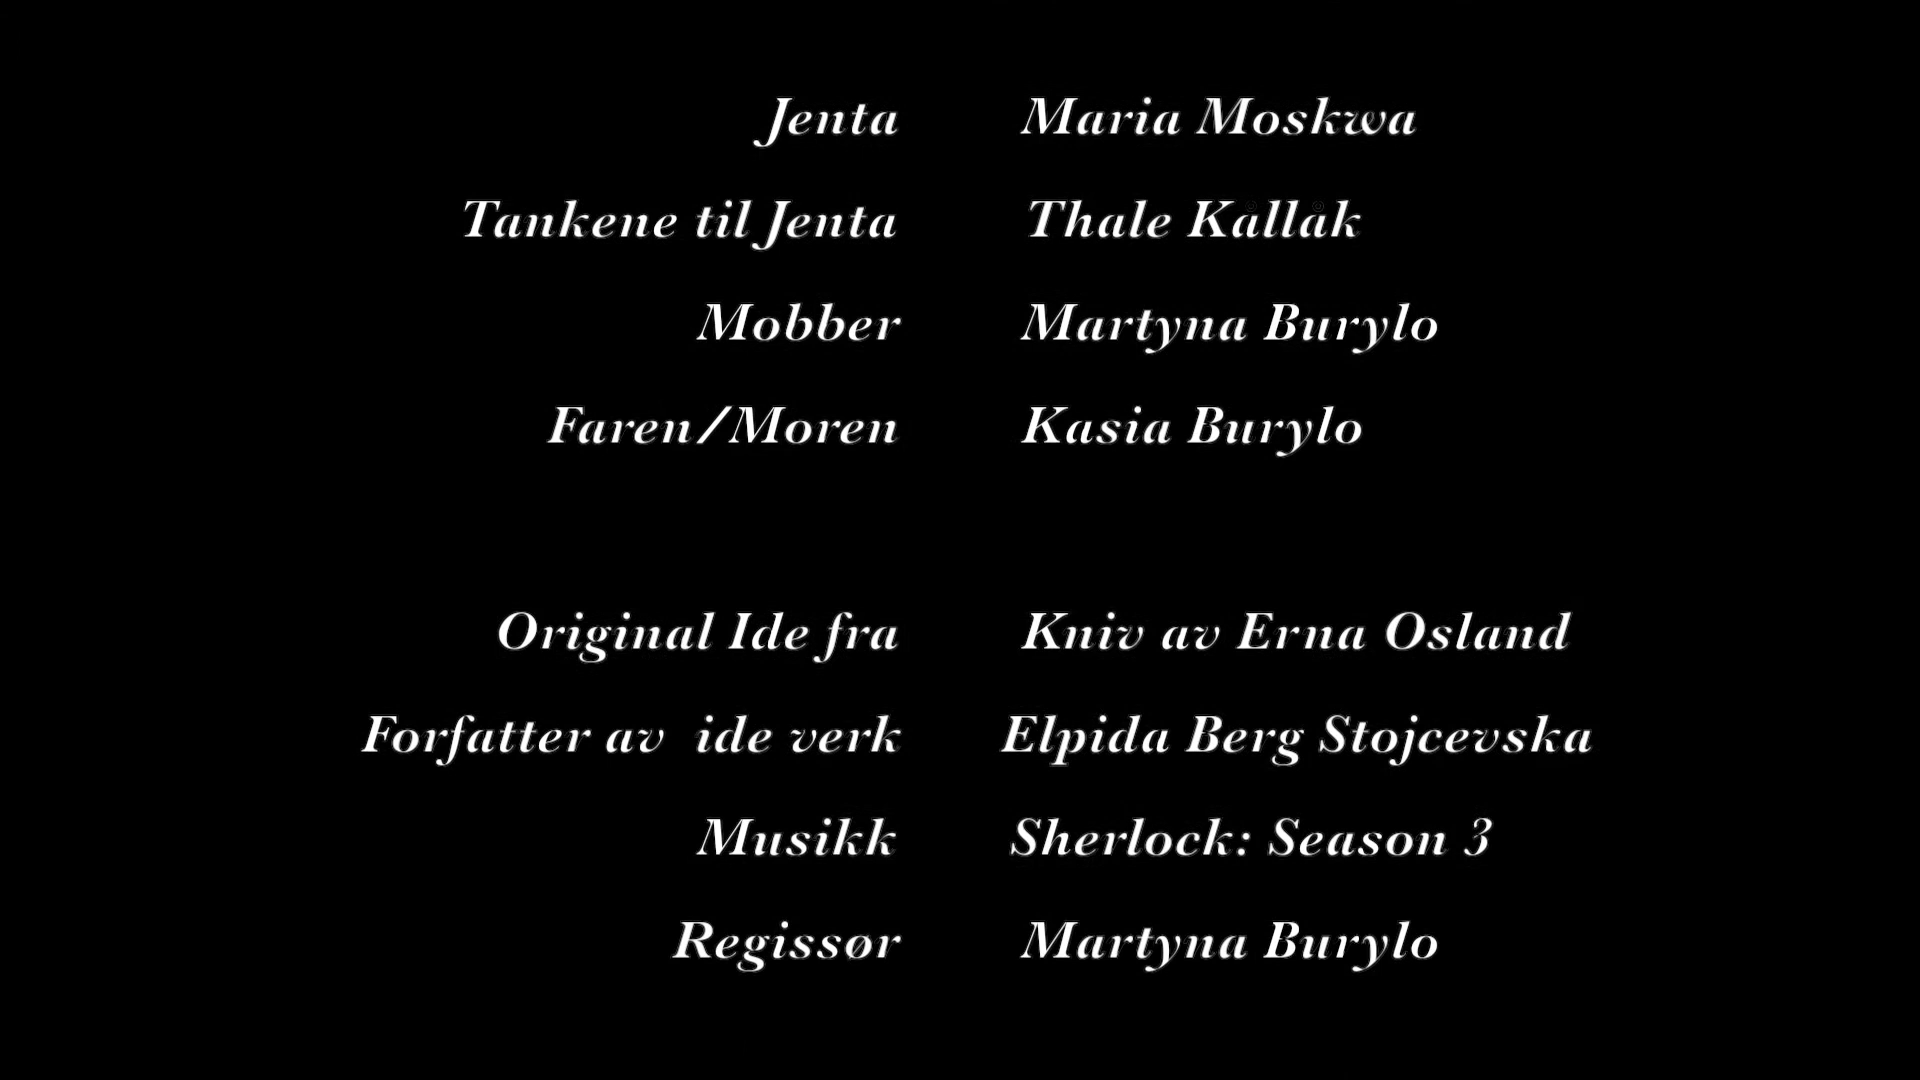 Jenta Maria Moskwa
Tankene til Jenta Thale Kållåk
Mobber Martyna Burylo
Faren/Moren Kasia Burylo
Original Ide fra Kniv av Erna Osland
Forfatter av ide verk Elpida Berg Stojcevska
Musikk Sherlock: Season 3
Regissør Martyna Burylo